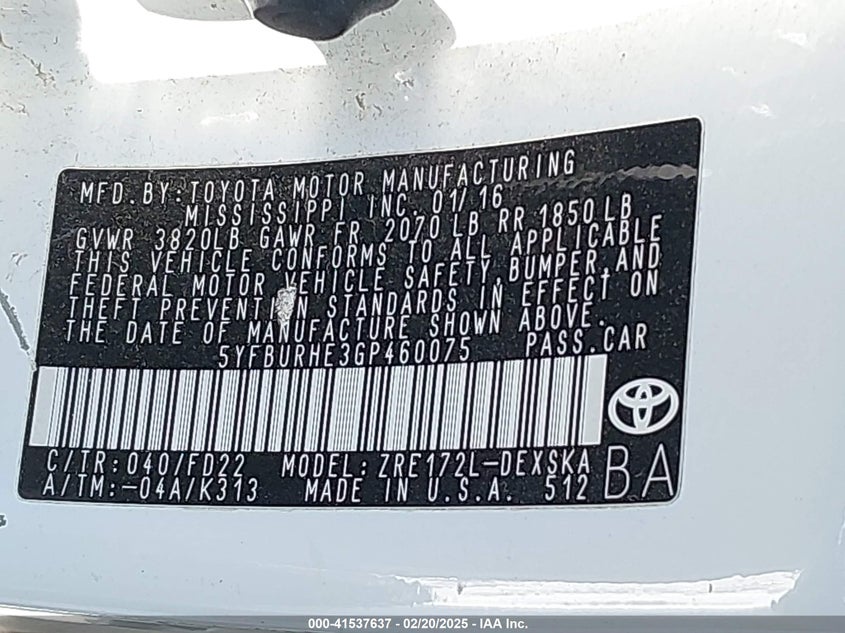 MFD.BY:TOYOTA MOTOR MANUFACTURING
MISSISSIPPI INC. 01/16
GVWR 3820LB GAWR FR 2070 LB RR 1850LB
THIS VEHICLE CONFORMS TO ALL APPLICABLE
FEDERAL MOTOR VEHICLE SAFETY,BUMPER,AND
THEFT PREVENTION STANDARDS IN EFFECT ON
THE DATE OF MANUFACTURE SHOWN ABOVE.
5YFBURHE3GP460075 PASS.CAR
C/TR:040/FD22 MODEL:ZRE172L-DEXSKA
A/TM:-04A/K313 MADE IN U.S.A. 512
BA
000-41537637 - 02/20/2025 - IAA Inc.